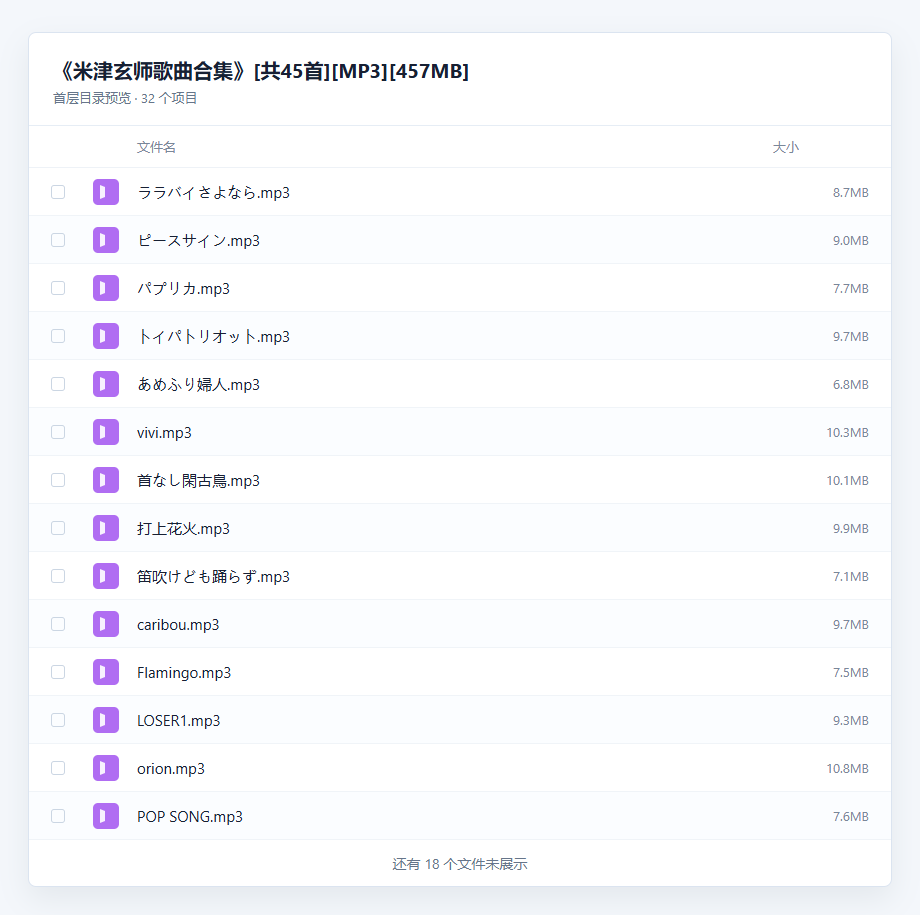 《米津玄师歌曲合集》[共45首][MP3][457MB]
首层目录预览 · 32 个项目
文件名 大小
ララバイさよなら.mp3 8.7MB
ピースサイン.mp3 9.0MB
パプリカ.mp3 7.7MB
トイパトリオット.mp3 9.7MB
あめふり婦人.mp3 6.8MB
vivi.mp3 10.3MB
首なし閑古鳥.mp3 10.1MB
打上花火.mp3 9.9MB
笛吹けども踊らず.mp3 7.1MB
caribou.mp3 9.7MB
Flamingo.mp3 7.5MB
LOSER1.mp3 9.3MB
orion.mp3 10.8MB
POP SONG.mp3 7.6MB
还有 18 个文件未展示